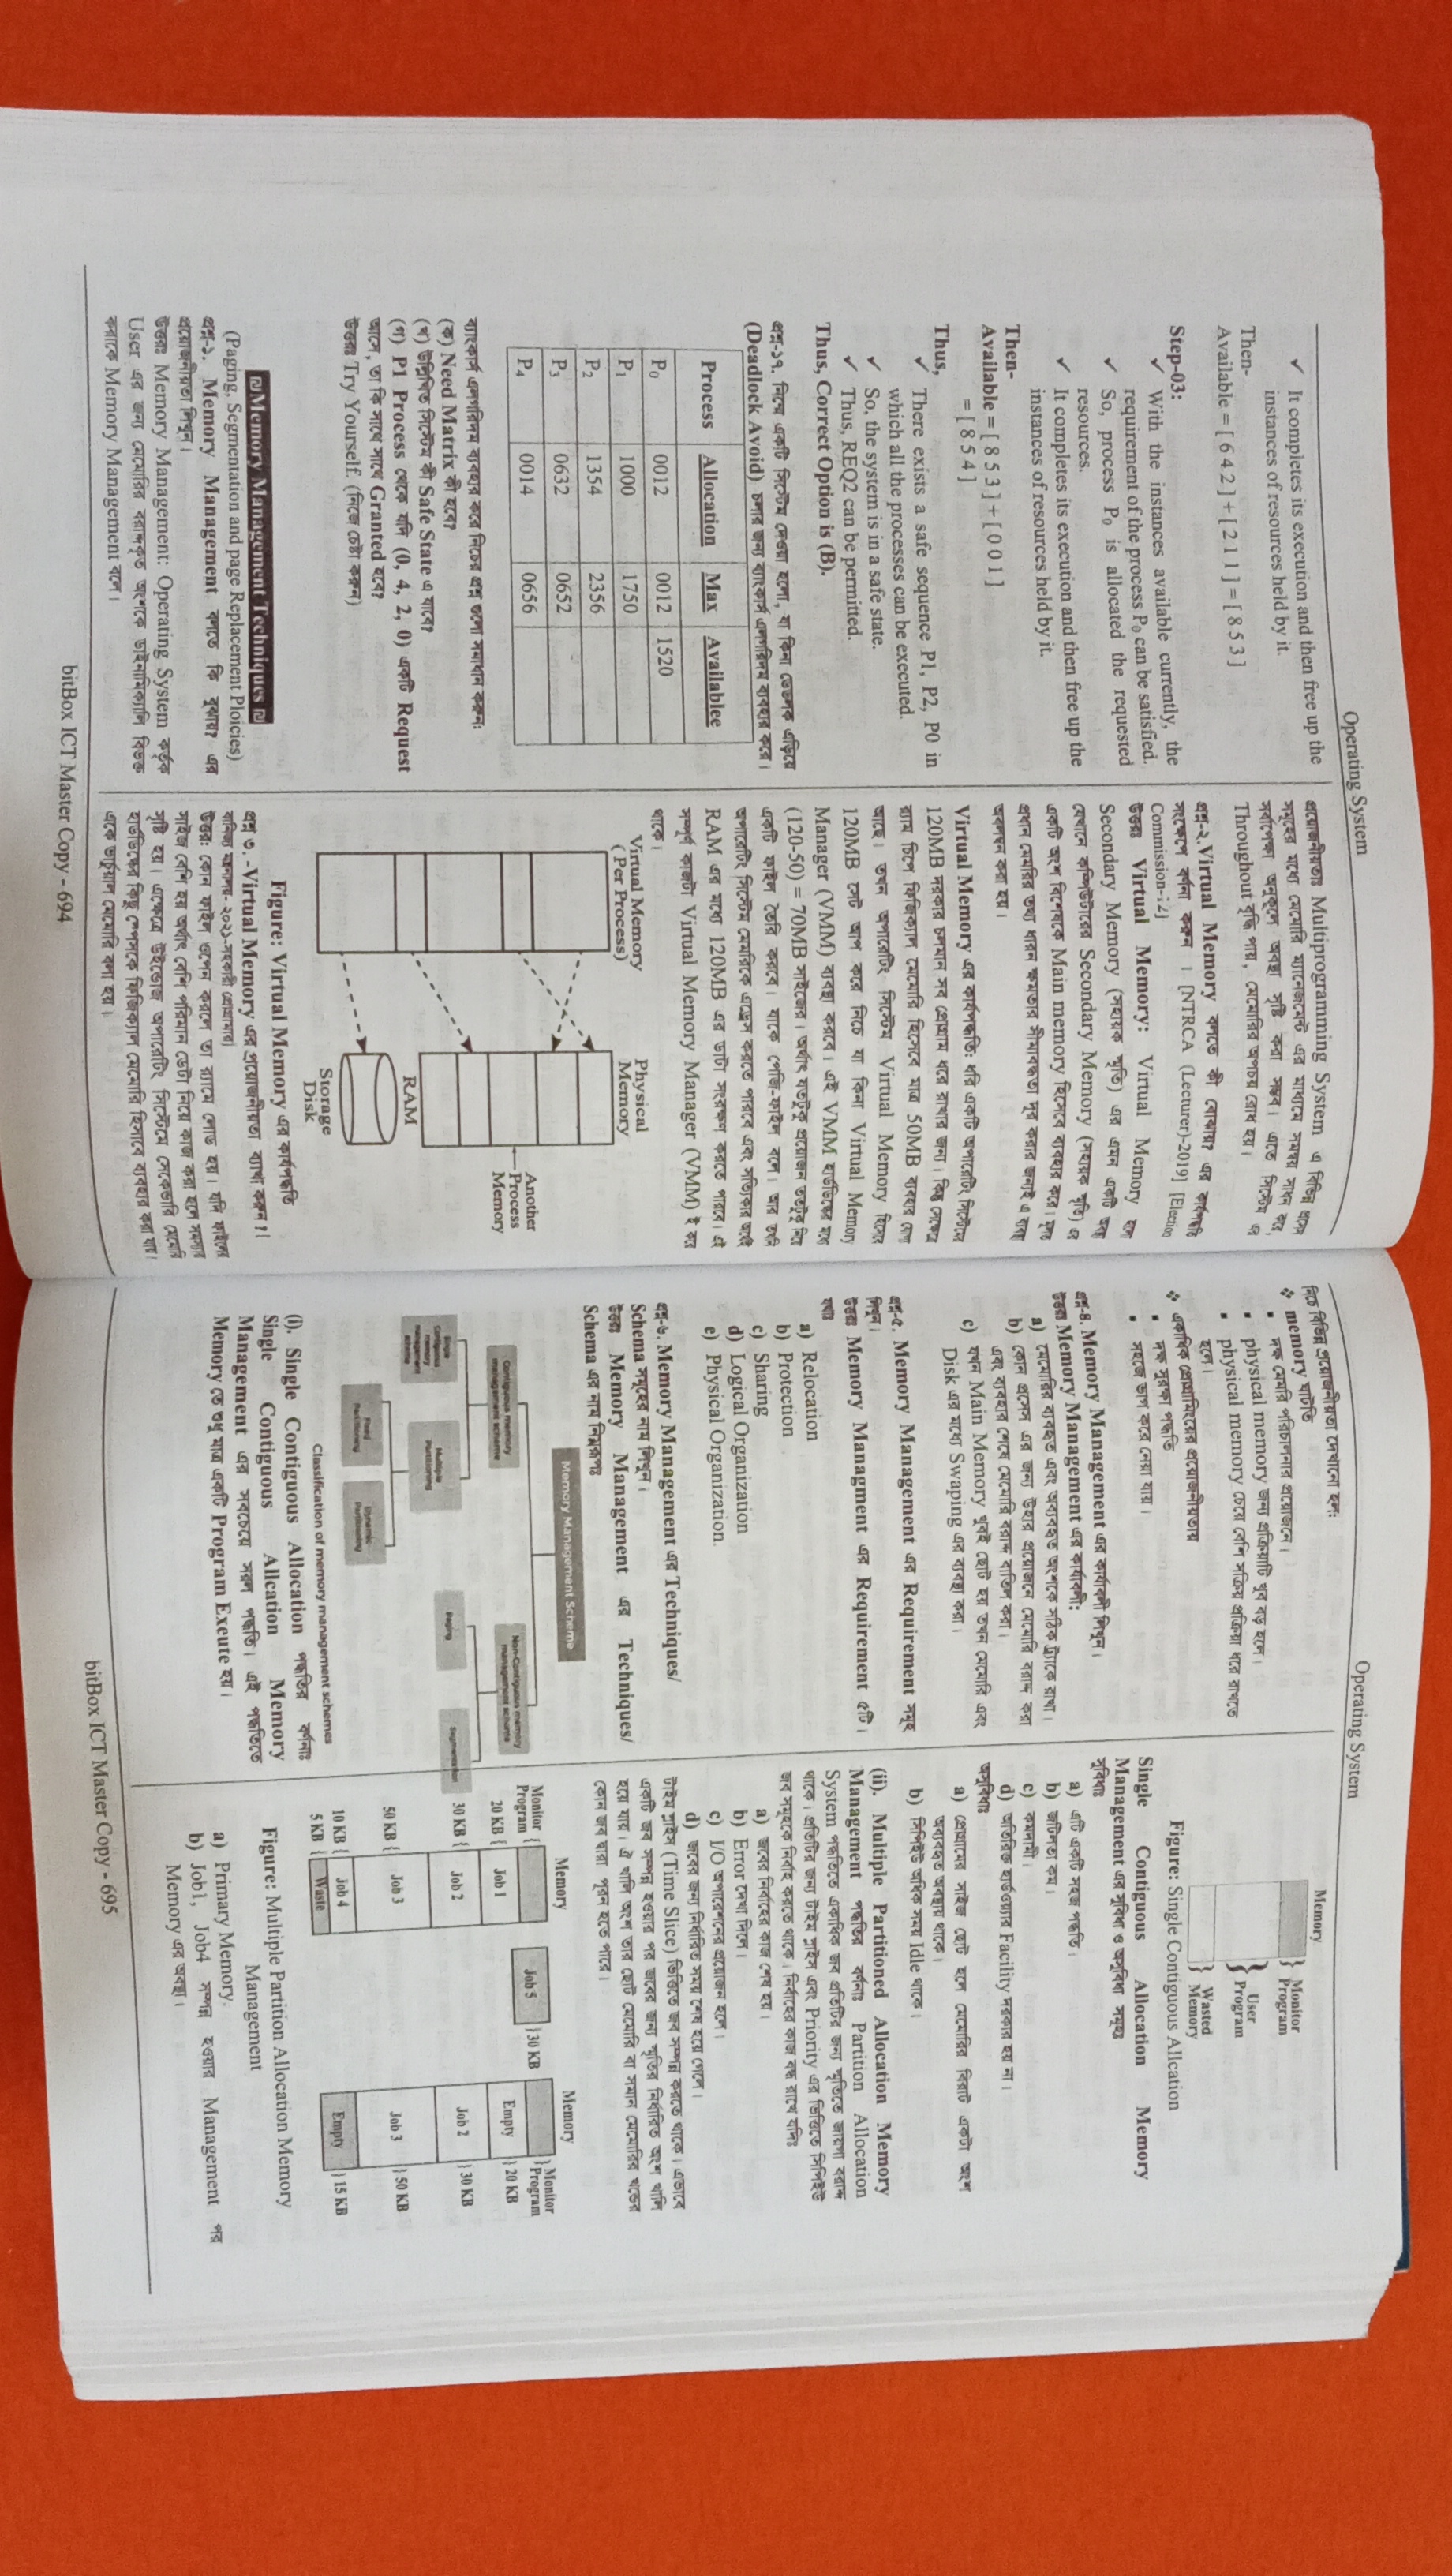 Operating System
✓ It completes its execution and then free up the
instances of resources held by it.
Then-
Available = [ 6 4 2 ] + [ 2 1 1 ] = [ 8 5 3 ]
Step-03:
✓ With the instances available currently, the
requirement of the process P₀ can be satisfied.
✓ So, process P₀ is allocated the requested
resources.
✓ It completes its execution and then free up the
instances of resources held by it.
Then-
Available = [ 8 5 3 ] + [ 0 0 1 ]
= [ 8 5 4 ]
Thus,
✓ There exists a safe sequence P1, P2, P0 in
which all the processes can be executed.
✓ So, the system is in a safe state.
✓ Thus, REQ2 can be permitted.
Thus, Correct Option is (B).
প্রশ্ন-১৭. নিম্মে একটি সিস্টেম দেওয়া হলো, যা কিনা ডেডলক এড়িয়ে
(Deadlock Avoid) চলার জন্য ব্যাংকার্স এলগরিদম ব্যবহার করে।
Process Allocation Max Availablee
P₀ 0012 0012 1520
P₁ 1000 1750
P₂ 1354 2356
P₃ 0632 0652
P₄ 0014 0656
ব্যাংকার্স এলগরিদম ব্যবহার করে নিচের প্রশ্ন গুলো সমাধান করুন:
(ক) Need Matrix কী হবে?
(খ) উল্লিখিত সিস্টেম কী Safe State এ যাবে?
(গ) P1 Process থেকে যদি (0, 4, 2, 0) একটি Request
আসে, তা কি সাথে সাথে Granted হবে?
উত্তরঃ Try Yourself. (নিজে চেষ্টা করুন)
Memory Management Techniques
(Paging, Segmentation and page Replacement Ploicies)
প্রশ্ন-১. Memory Management বলতে কি বুঝায়? এর
প্রয়োজনীয়তা লিখুন।
উত্তরঃ Memory Management: Operating System কর্তৃক
User এর জন্য মেমোরির বরাদ্দকৃত অংশকে ডাইনামিক্যালি বিভক্ত
করাকে Memory Management বলে।
প্রয়োজনীয়তাঃ Multiprogramming System এ বিভিন্ন প্রসেস
সমূহের মধ্যে মেমোরি ম্যানেজমেন্ট এর মাধ্যমে সমন্বয় সাধন করে,
সর্বাপেক্ষা অনুকূলে অবস্থা সৃষ্টি করা সম্ভব। এতে সিস্টেম এর
Throughout বৃদ্ধি পায়, মেমোরির অপচয় রোধ হয়।
প্রশ্ন-২.Virtual Memory বলতে কী বোঝায়? এর কার্যপদ্ধতি
সংক্ষেপে বর্ণনা করুন । [NTRCA (Lecturer)-2019] [Election
Commission-12]
উত্তরঃ Virtual Memory: Virtual Memory হলো
Secondary Memory (সহায়ক স্মৃতি) এর এমন একটি অবস্থা
যেখানে কম্পিউটারের Secondary Memory (সহায়ক স্মৃতি) এর
একটি অংশ বিশেষকে Main memory হিসেবে ব্যবহার করে। মূলত
প্রধান মেমরির তথ্য ধারন ক্ষমতার সীমাবদ্ধতা দূর করার জন্যই এ ব্যবস্থা
অবলম্বন করা হয়।
Virtual Memory এর কার্যপদ্ধতি: ধরি একটি অপারেটিং সিস্টেমের
120MB দরকার চলমান সব প্রোগ্রাম ধরে রাখার জন্য। কিন্তু সেক্ষেত্রে
র‍্যাম চিপে ফিজিক্যাল মেমোরি হিসেবে মাত্র 50MB ব্যবহার যোগ্য
আছে। তখন অপারেটিং সিস্টেম Virtual Memory হিসেবে
120MB সেট আপ করে নিচে যা কিনা Virtual Memory
Manager (VMM) ব্যবস্থা করবে। এই VMM হার্ডডিস্কের মধ্যে
(120-50) = 70MB সাইজের। অর্থাৎ যতটুকু প্রয়োজন ততটুকু নিয়ে
একটি ফাইল তৈরি করবে। যাকে পেজি-ফাইল বলে। আর তখনি
অপারেটিং সিস্টেম মেমরিকে এড্রেস করতে পারবে এবং সত্যিকার অর্থেই
RAM এর মধ্যে 120MB এর ডাটা সংরক্ষণ করতে পারবে। এই
সম্পূর্ণ কাজটা Virtual Memory Manager (VMM) ই করে
থাকে।
Virtual Memory
( Per Process)
Physical
Memory
Another
Process
Memory
RAM
Storage
Disk
Figure: Virtual Memory এর কার্যপদ্ধতি
প্রশ্ন ৩. -Virtual Memory এর প্রয়োজনীয়তা ব্যাখা করুন ?[
বানিজ্য মন্ত্রনালয়- ২০২১-সহকারী প্রোগ্রামার]
উত্তর: কোন ফাইল ওপেন করলে তা র‍্যামে লোড হয়। যদি ফাইলের
সাইজ বেশি হয় অর্থাৎ বেশি পরিমান ডেটা নিয়ে কাজ করা হলে সমস্যার
সৃষ্টি হয়। এক্ষেত্রে উইন্ডোজ অপারেটিং সিস্টেমে সেকেন্ডারি মেমোরি
হার্ডডিস্কের কিছু স্পেসকে ফিজিক্যাল মেমোরি হিসাবে ব্যবহার করা যায়।
একে ভার্চুয়াল মেমোরি বলা হয়।
bitBox ICT Master Copy - 694
Operating System
নিচে বিভিন্ন প্রয়োজনীয়তা দেখানো হল:
❖ memory ঘাটতি
▪ দক্ষ মেমরি পরিচালনার প্রয়োজনে।
▪ physical memory জন্য প্রক্রিয়াটি খুব বড় হলে।
▪ physical memory চেয়ে বেশি সক্রিয় প্রক্রিয়া ধরে রাখতে
হলে।
❖ একাধিক প্রোগ্রামিংয়ের প্রয়োজনীয়তায়
▪ দক্ষ সুরক্ষা পদ্ধতি
▪ সহজে ভাগ করে নেয়া যায়।
প্রশ্ন-৪. Memory Management এর কার্যাবলী লিখুন।
উত্তরঃ Memory Management এর কার্যাবলী:
a) মেমোরির ব্যবহৃত এবং অব্যবহৃত অংশকে সঠিক ট্র্যাকে রাখা।
b) কোন প্রসেস এর জন্য উহার প্রয়োজনে মেমোরি বরাদ্দ করা
এবং ব্যবহার শেষে মেমোরি বরাদ্দ বাতিল করা।
c) যখন Main Memory খুবই ছোট হয় তখন মেমোরি এবং
Disk এর মধ্যে Swaping এর ব্যবস্থা করা।
প্রশ্ন-৫. Memory Management এর Requirement সমূহ
লিখুন।
উত্তরঃ Memory Managment এর Requirement ৫টি।
যথাঃ
a) Relocation
b) Protection
c) Sharing
d) Logical Organization
e) Physical Organization.
প্রশ্ন-৬. Memory Management এর Techniques/
Schema সমূহের নাম লিখুন।
উত্তরঃ Memory Management এর Techniques/
Schema এর নাম নিম্নরূপঃ
Memory Management Scheme
Contiguous memory
management scheme
Non-Contiguous memory
management scheme
Single
Contiguous
memory
management
scheme
Multiple
Partitioning
Paging
Segmentation
Fixed
Partitioning
Dynamic
Partitioning
Classification of memory management schemes
(i). Single Contiguous Allocation পদ্ধতির বর্ণনাঃ
Single Contiguous Allcation Memory
Management এর সবচেয়ে সরল পদ্ধতি। এই পদ্ধতিতে
Memory তে শুধু মাত্র একটি Program Exeute হয়।
Memory
Monitor
Program
User
Program
Wasted
Memory
Figure: Single Contiguous Allcation
Single Contiguous Allocation Memory
Management এর সুবিধা ও অসুবিধা সমূহঃ
সুবিধাঃ
a) এটি একটি সহজ পদ্ধতি।
b) জটিলতা কম।
c) কমদামী।
d) অতিরিক্ত হার্ডওয়্যার Facility দরকার হয় না।
অসুবিধাঃ
a) প্রোগ্রামের সাইজ ছোট হলে মেমোরির বিরাট একটা অংশ
অব্যবহৃত অবস্থায় থাকে।
b) সিপিইউ অধিক সময় Idle থাকে।
(ii). Multiple Partitioned Allocation Memory
Management পদ্ধতির বর্ণনাঃ Partition Allocation
System পদ্ধতিতে একাধিক জব প্রতিটির জন্য স্মৃতিতে জায়গা বরাদ্দ
থাকে। প্রতিটির জন্য টাইম স্লাইস এবং Priority এর ভিত্তিতে সিপিইউ
জব সমূহকে নির্বাহ করতে থাকে। নির্বাহের কাজ বন্ধ রাখে যদিঃ
a) জবের নির্বাহের কাজ শেষ হয়।
b) Error দেখা দিলে।
c) I/O অপারেশনের প্রয়োজন হলে।
d) জবের জন্য নির্ধারিত সময় শেষ হয়ে গেলে।
টাইম স্লাইস (Time Slice) ভিত্তিতে জব সম্পন্ন করতে থাকে। এভাবে
একটি জব সম্পন্ন হওয়ার পর জবের জন্য স্মৃতির নির্ধারিত অংশ খালি
হয়ে যায়। ঐ খালি অংশ তার ছোট মেমোরি বা সমান মেমোরির খন্ডের
কোন জব দ্বারা পূরন হতে পারে।
Memory
Monitor
Program
20 KB Job 1
30 KB Job 2
50 KB Job 3
10 KB Job 4
5 KB Waste
Job 5 30 KB
Memory
Monitor
Program
Empty 20 KB
Job 2 30 KB
Job 3 50 KB
Empty 15 KB
Figure: Multiple Partition Allocation Memory
Management
a) Primary Memory.
b) Job1, Job4 সম্পন্ন হওয়ার Management পর
Memory এর অবস্থা।
bitBox ICT Master Copy - 695